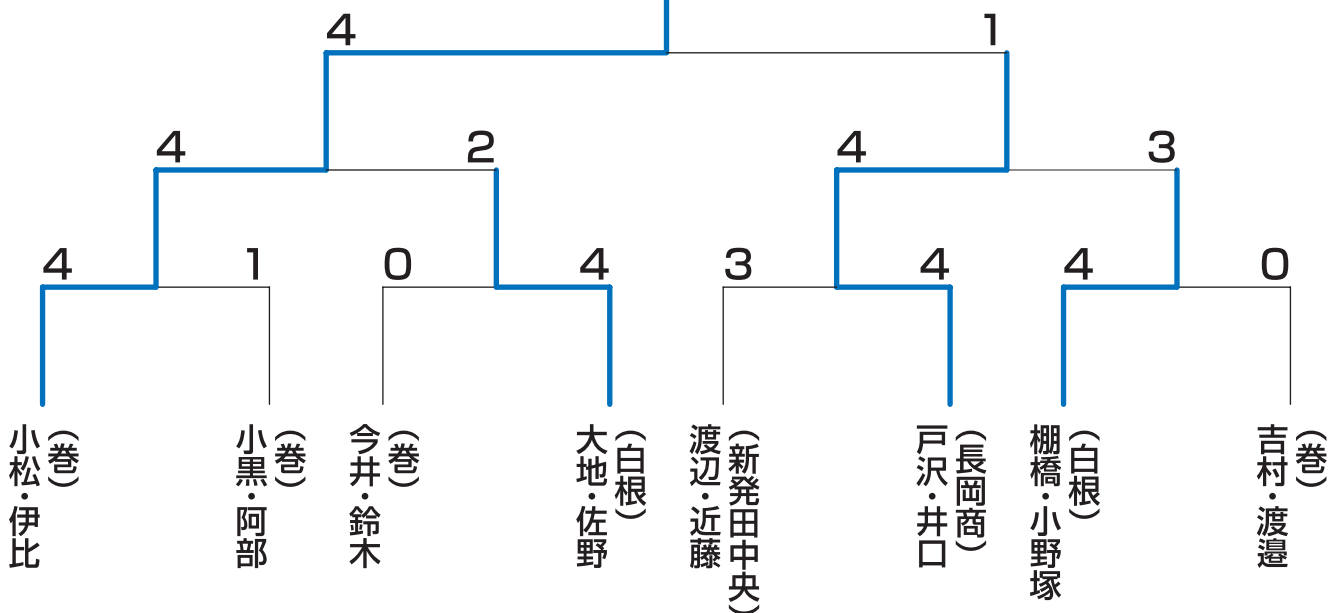 4 1
4 2 4 3
4 1 0 4 3 4 4 0
小松・伊比
(巻)
小黒・阿部
(巻)
今井・鈴木
(巻)
大地・佐野
(白根)
渡辺・近藤
(新発田中央)
戸沢・井口
(長岡商)
棚橋・小野塚
(白根)
吉村・渡邉
(巻)